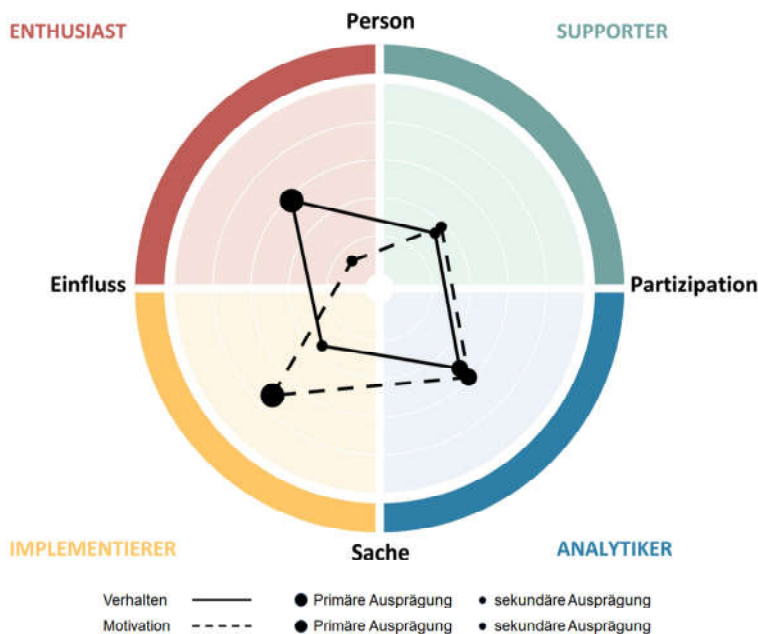 Person
ENTHUSIAST
SUPPORTER
Einfluss
Partizipation
IMPLEMENTIERER
Sache
ANALYTIKER
Verhalten Primäre Ausprägung sekundäre Ausprägung
Motivation Primäre Ausprägung sekundäre Ausprägung